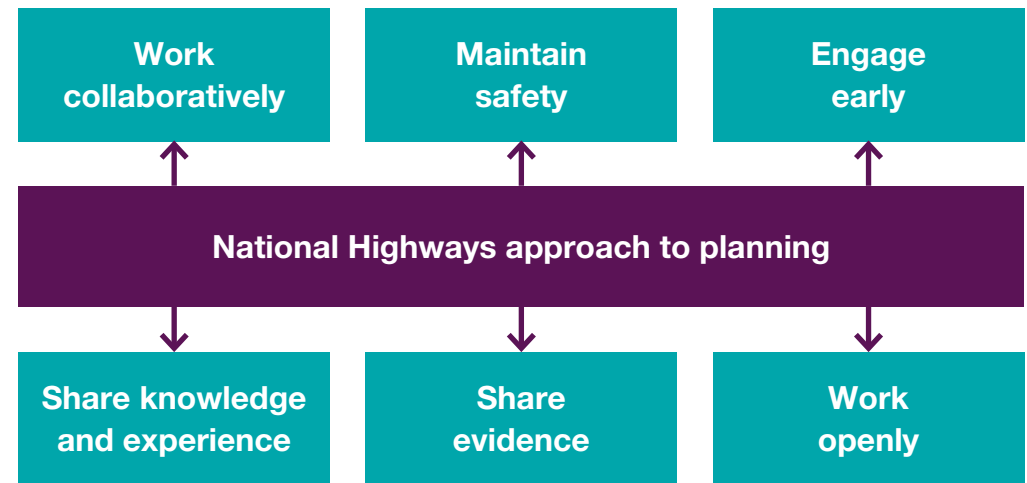 Work
collaboratively
Maintain
safety
Engage
early
National Highways approach to planning
Share knowledge
and experience
Share
evidence
Work
openly